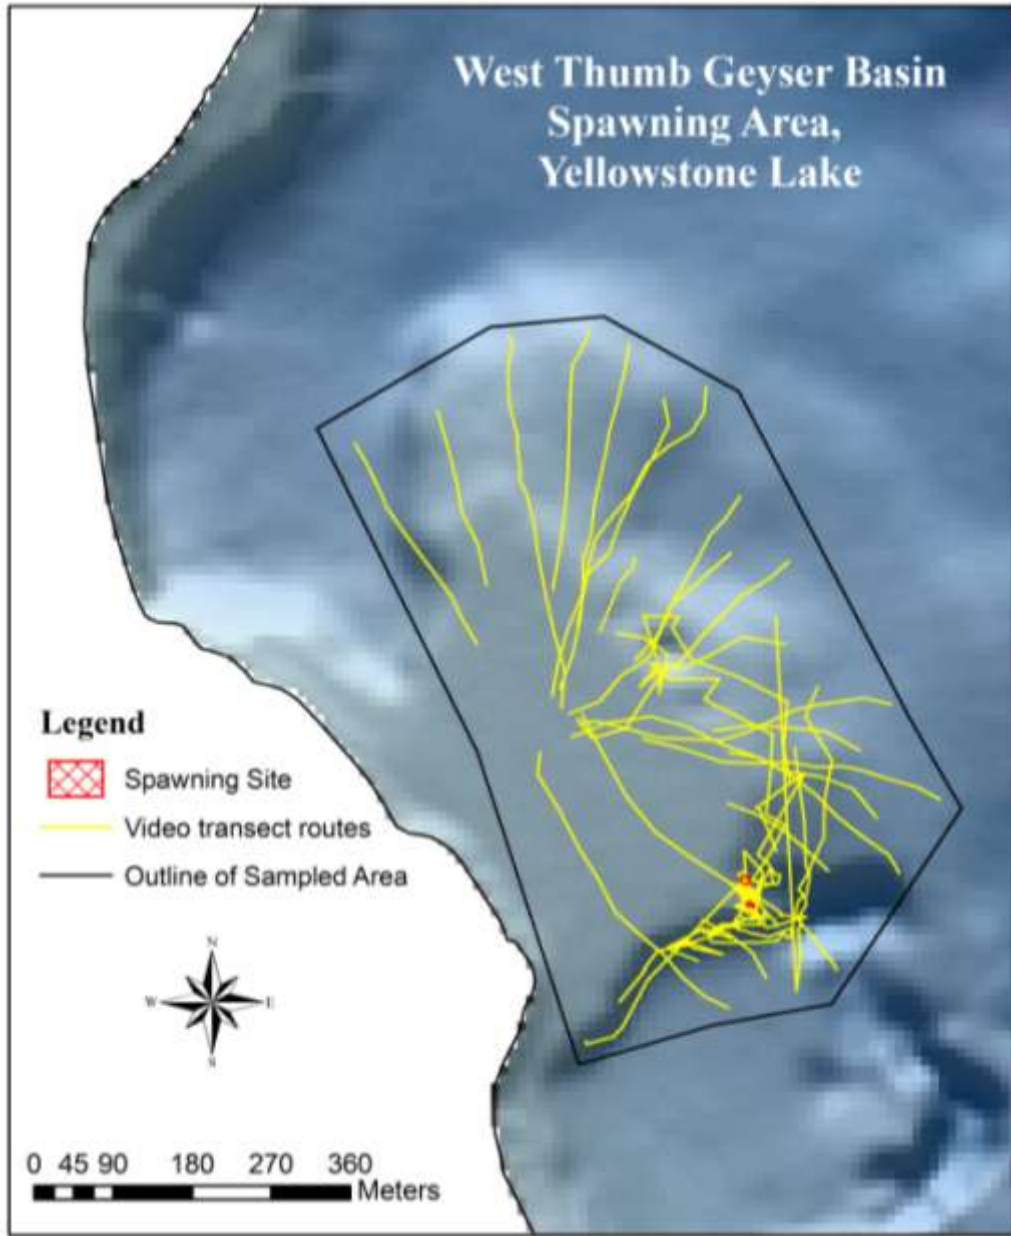 West Thumb Geyser Basin
Spawning Area,
Yellowstone Lake
Legend
Spawning Site
Video transect routes
Outline of Sampled Area
N
W E
S
0 45 90 180 270 360
Meters